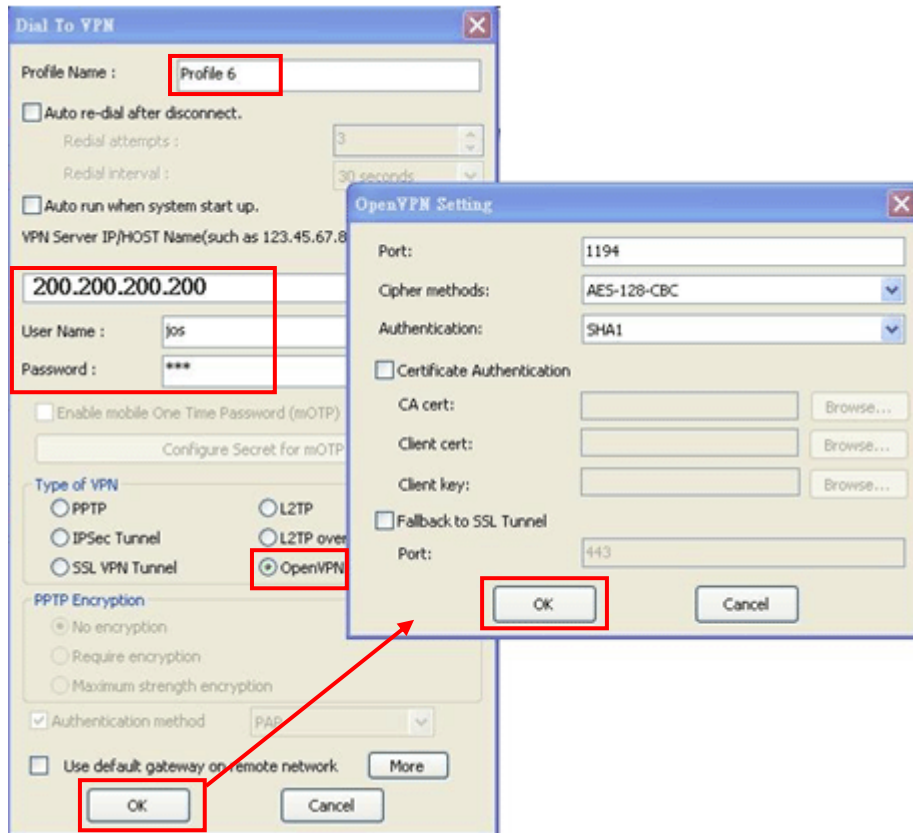 Dial To VPN
Profile Name : Profile 6
Auto re-dial after disconnect.
Redial attempts : 3
Redial interval : 30 seconds
Auto run when system start up.
VPN Server IP/HOST Name(such as 123.45.67.8
200.200.200.200
User Name : jos
Password : ***
Enable mobile One Time Password (mOTP)
Configure Secret for mOTP
Type of VPN
PPTP L2TP
IPSec Tunnel L2TP over
SSL VPN Tunnel OpenVPN
PPTP Encryption
No encryption
Require encryption
Maximum strength encryption
Authentication method PAP
Use default gateway on remote network More
OK Cancel
OpenVPN Setting
Port: 1194
Cipher methods: AES-128-CBC
Authentication: SHA1
Certificate Authentication
CA cert: Browse...
Client cert: Browse...
Client key: Browse...
Fallback to SSL Tunnel
Port: 443
OK Cancel